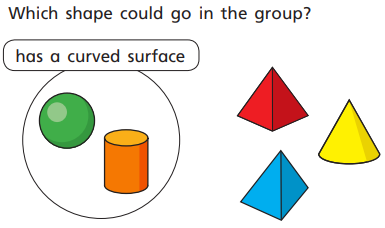 Which shape could go in the group?
has a curved surface